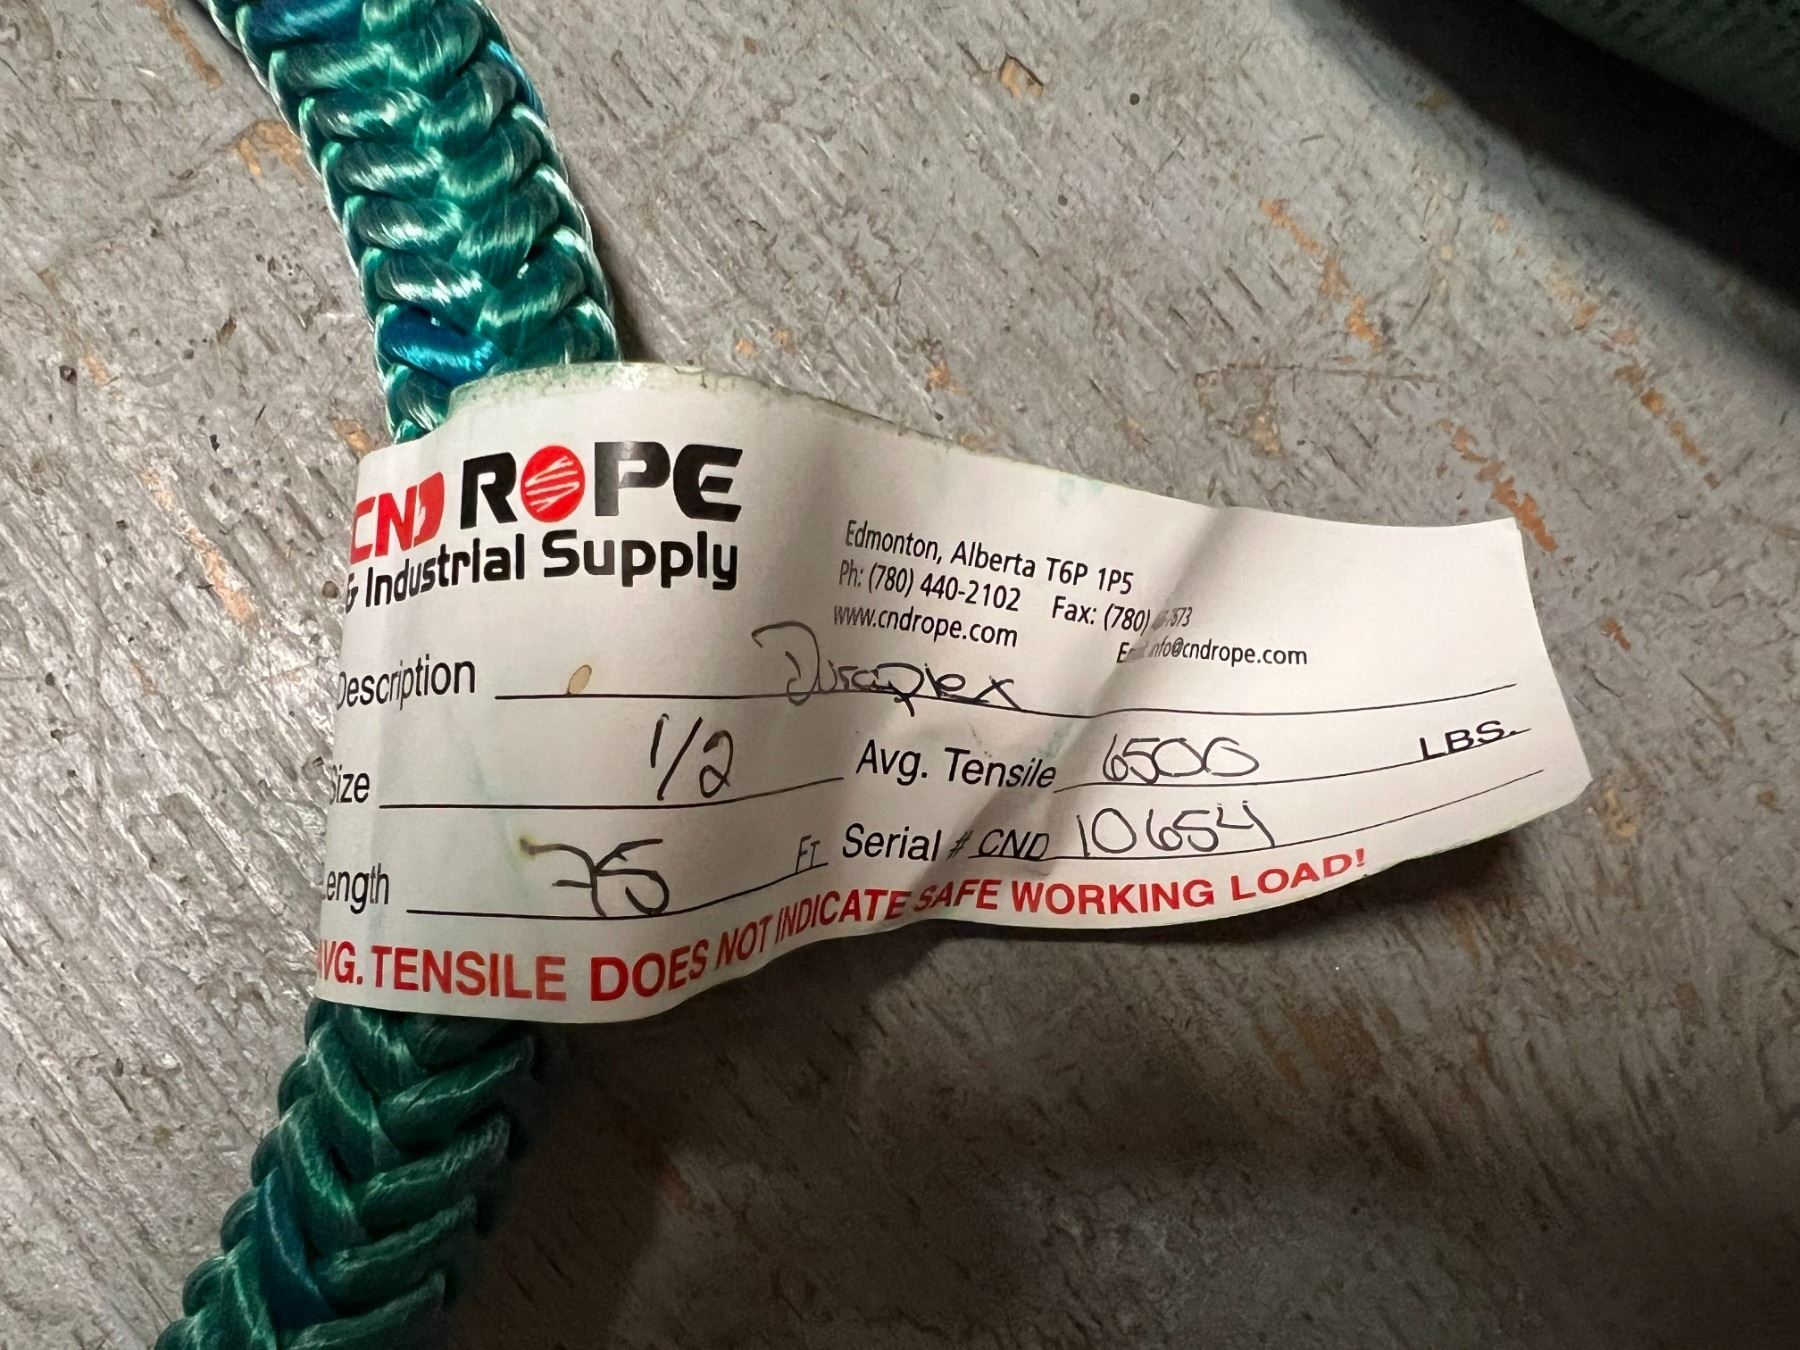 CND ROPE
& Industrial Supply
Edmonton, Alberta T6P 1P5
Ph: (780) 440-2102 Fax: (780)
www.cndrope.com info@cndrope.com
Description Duraplex
Size 1/2 Avg. Tensile 6500 LBS.
Length 75 FT Serial # CND 10654
AVG. TENSILE DOES NOT INDICATE SAFE WORKING LOAD!